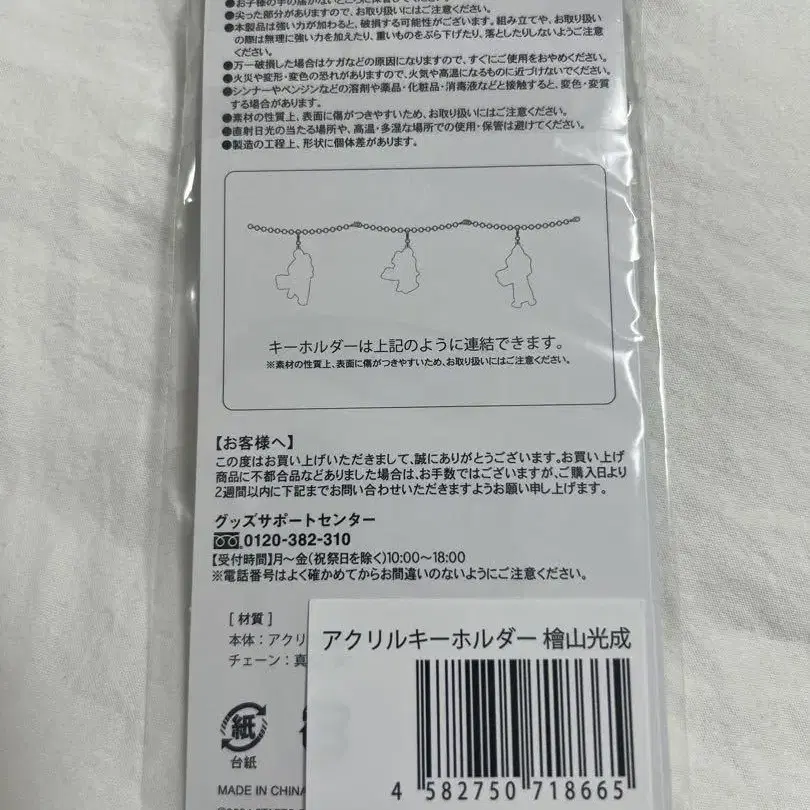 ●尖った部分がありますので、お取り扱いにはご注意ください。
●本製品は強い力が加わると、破損する可能性がございます。組み立てや、お取り扱い
の際は無理に強い力を加えたり、重いものをぶら下げたり、落としたりしないようご注意
ください。
●万一破損した場合はケガなどの原因になりますので、すぐにご使用をおやめください。
●火災や変形・変色の恐れがありますので、火気や高温になるものに近づけないでください。
●シンナーやベンジンなどの溶剤や薬品・化粧品・消毒液などと接触すると、変色・変質
する場合があります。
●素材の性質上、表面に傷がつきやすいため、お取り扱いにはご注意ください。
●直射日光の当たる場所や、高温・多湿な場所での使用・保管は避けてください。
●製造の工程上、形状に個体差があります。
キーホルダーは上記のように連結できます。
※素材の性質上、表面に傷がつきやすいため、お取り扱いにはご注意ください。
【お客様へ】
この度はお買い上げいただきまして、誠にありがとうございます。お買い上げ
商品に不都合品などありました場合は、お手数ではございますが、ご購入日より
2週間以内に下記までお問い合わせいただきますようお願い申し上げます。
グッズサポートセンター
0120-382-310
【受付時間】月～金(祝祭日を除く)10:00～18:00
※電話番号はよく確かめてからお間違いのないようにご注意ください。
[材質]
本体：アクリ
チェーン：真
アクリルキーホルダー 檜山光成
紙
台紙
4 582750 718665
MADE IN CHINA